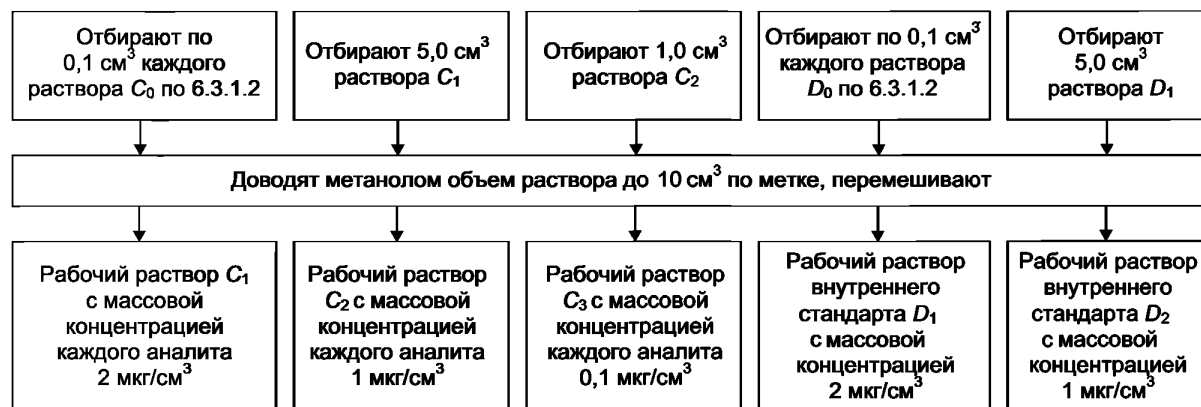 Отбирают по
0,1 см³ каждого
раствора C₀ по 6.3.1.2
Отбирают 5,0 см³
раствора C₁
Отбирают 1,0 см³
раствора C₂
Отбирают по 0,1 см³
каждого раствора
D₀ по 6.3.1.2
Отбирают
5,0 см³
раствора D₁
Доводят метанолом объем раствора до 10 см³ по метке, перемешивают
Рабочий раствор C₁
с массовой
концентрацией
каждого аналита
2 мкг/см³
Рабочий раствор
C₂ с массовой
концентрацией
каждого аналита
1 мкг/см³
Рабочий раствор
C₃ с массовой
концентрацией
каждого аналита
0,1 мкг/см³
Рабочий раствор
внутреннего
стандарта D₁
с массовой
концентрацией
2 мкг/см³
Рабочий раствор
внутреннего
стандарта D₂
с массовой
концентрацией
1 мкг/см³